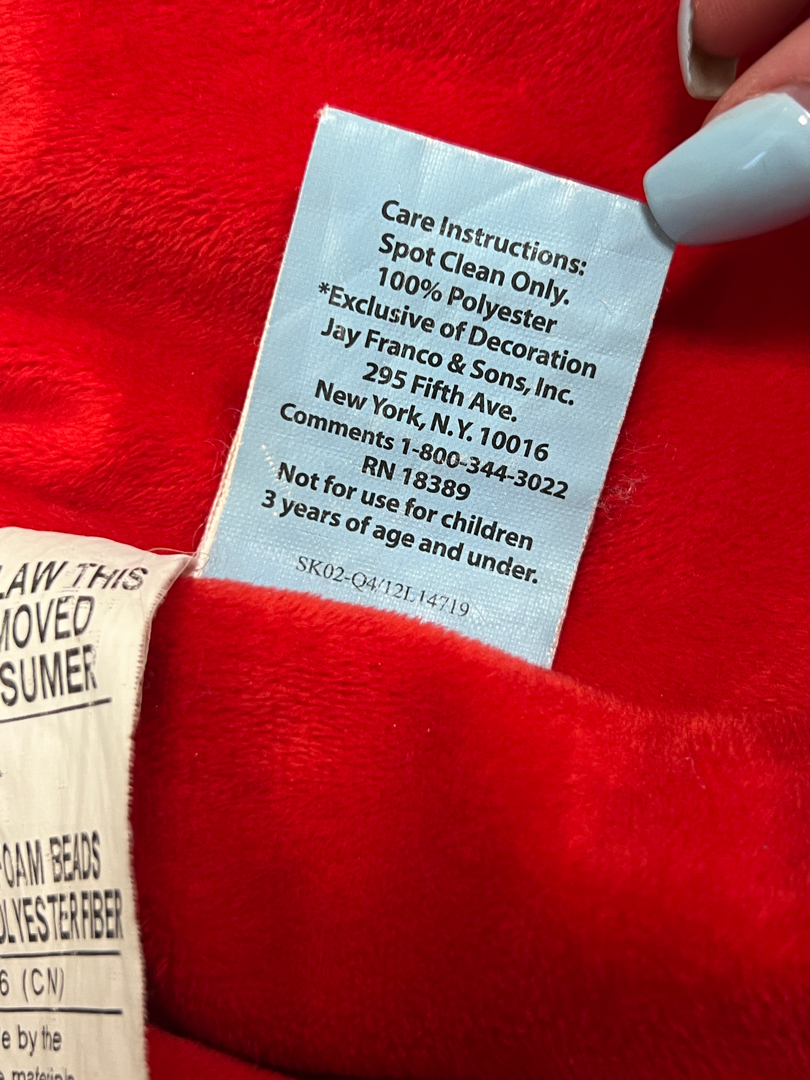 Care Instructions:
Spot Clean Only.
100% Polyester
*Exclusive of Decoration
Jay Franco & Sons, Inc.
295 Fifth Ave.
New York, N.Y. 10016
Comments 1-800-344-3022
RN 18389
Not for use for children
3 years of age and under.
SK02-Q4/12L14719
LAW THIS
MOVED
SUMER
OAM BEADS
OLYESTER FIBER
6 (CN)
e by the